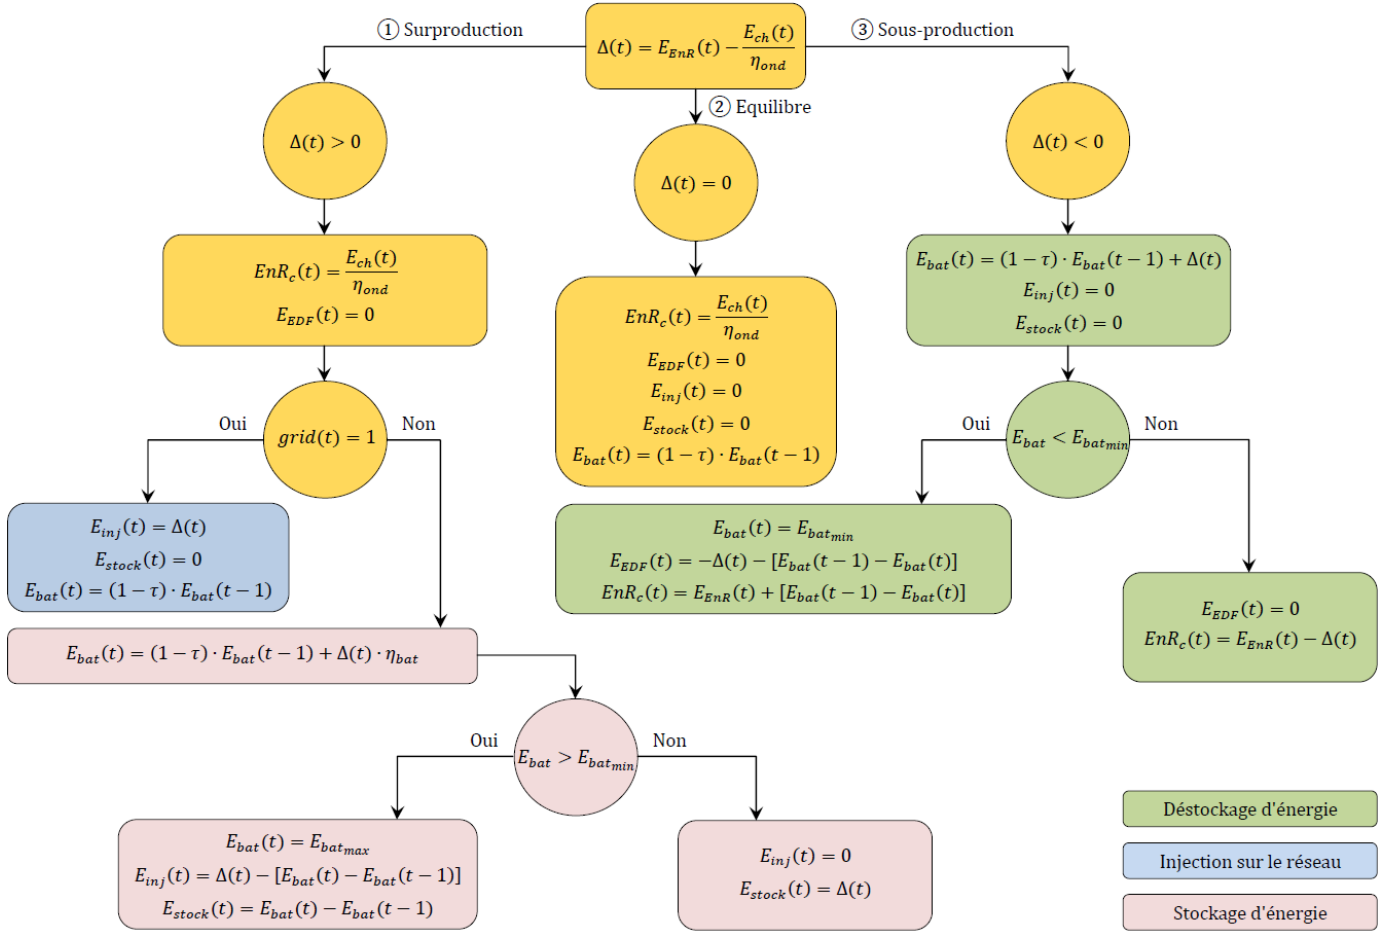 ① Surproduction
Δ(t) = E_EnR(t) − E_ch(t)/η_ond
③ Sous-production
② Equilibre
Δ(t) > 0
Δ(t) = 0
Δ(t) < 0
EnR_c(t) = E_ch(t)/η_ond
E_EDF(t) = 0
EnR_c(t) = E_ch(t)/η_ond
E_EDF(t) = 0
E_inj(t) = 0
E_stock(t) = 0
E_bat(t) = (1 − τ) · E_bat(t − 1)
E_bat(t) = (1 − τ) · E_bat(t − 1) + Δ(t)
E_inj(t) = 0
E_stock(t) = 0
Oui
grid(t) = 1
Non
Oui
E_bat < E_bat_min
Non
E_inj(t) = Δ(t)
E_stock(t) = 0
E_bat(t) = (1 − τ) · E_bat(t − 1)
E_bat(t) = E_bat_min
E_EDF(t) = −Δ(t) − [E_bat(t − 1) − E_bat(t)]
EnR_c(t) = E_EnR(t) + [E_bat(t − 1) − E_bat(t)]
E_EDF(t) = 0
EnR_c(t) = E_EnR(t) − Δ(t)
E_bat(t) = (1 − τ) · E_bat(t − 1) + Δ(t) · η_bat
Oui
E_bat > E_bat_min
Non
E_bat(t) = E_bat_max
E_inj(t) = Δ(t) − [E_bat(t) − E_bat(t − 1)]
E_stock(t) = E_bat(t) − E_bat(t − 1)
E_inj(t) = 0
E_stock(t) = Δ(t)
Déstockage d'énergie
Injection sur le réseau
Stockage d'énergie